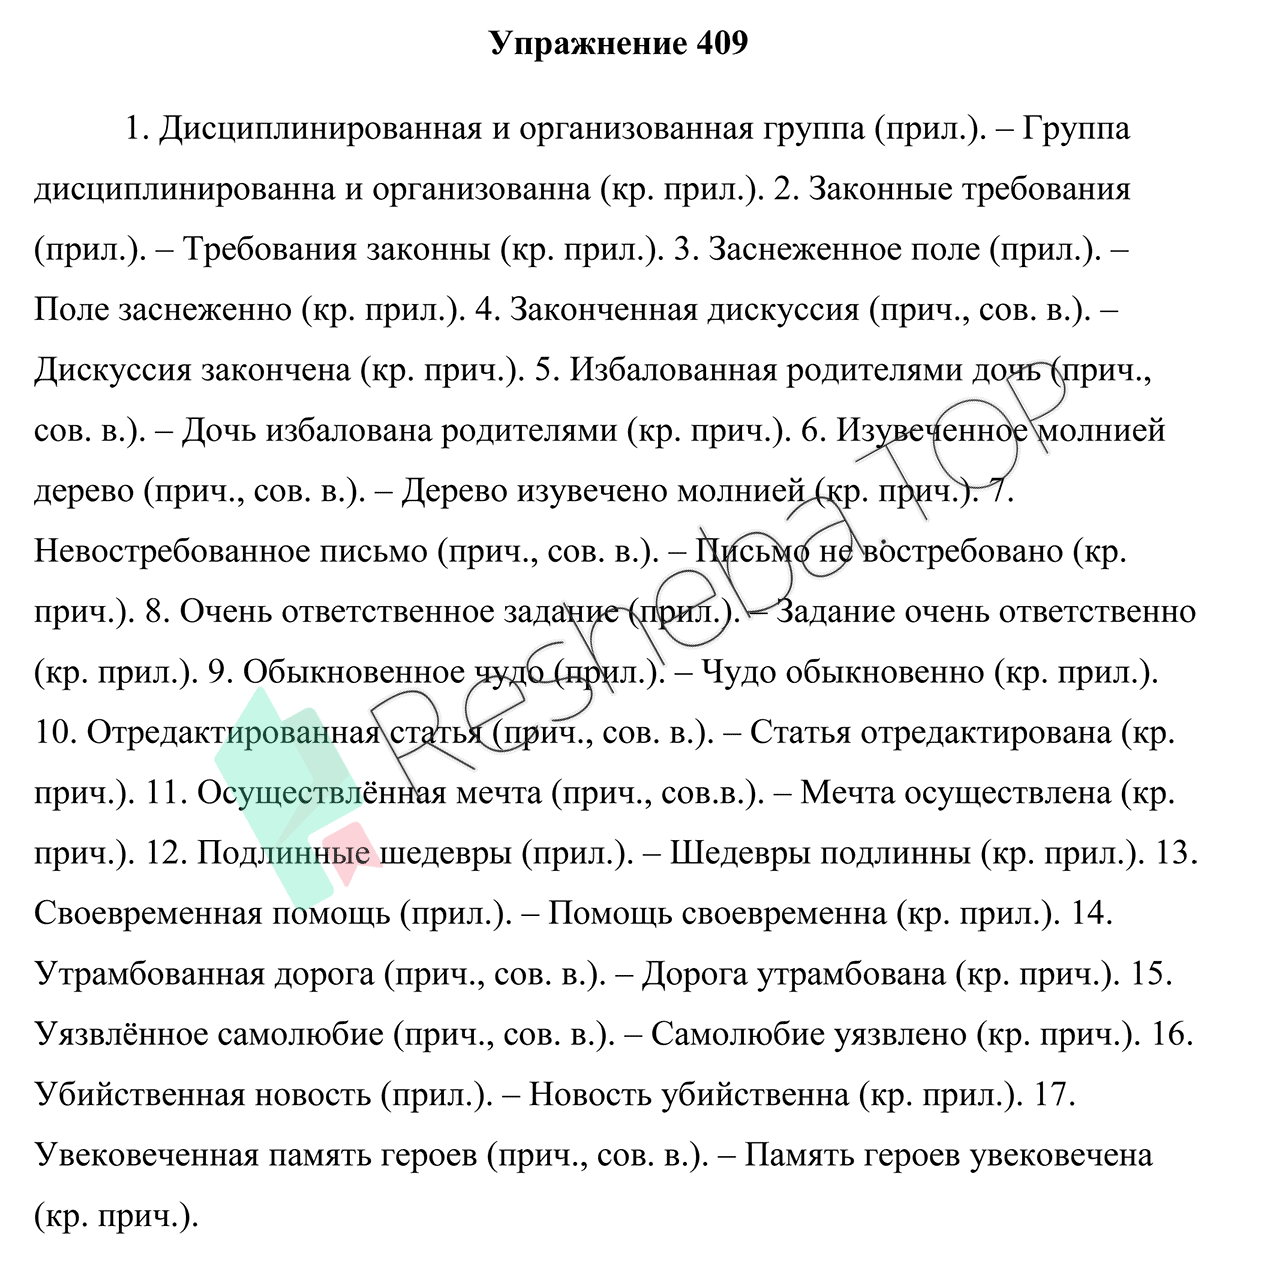 Упражнение 409
1. Дисциплинированная и организованная группа (прил.). – Группа
дисциплинированна и организованна (кр. прил.). 2. Законные требования
(прил.). – Требования законны (кр. прил.). 3. Заснеженное поле (прил.). –
Поле заснеженно (кр. прил.). 4. Законченная дискуссия (прич., сов. в.). –
Дискуссия закончена (кр. прич.). 5. Избалованная родителями дочь (прич.,
сов. в.). – Дочь избалована родителями (кр. прич.). 6. Изувеченное молнией
дерево (прич., сов. в.). – Дерево изувечено молнией (кр. прич.). 7.
Невостребованное письмо (прич., сов. в.). – Письмо не востребовано (кр.
прич.). 8. Очень ответственное задание (прил.). – Задание очень ответственно
(кр. прил.). 9. Обыкновенное чудо (прил.). – Чудо обыкновенно (кр. прил.).
10. Отредактированная статья (прич., сов. в.). – Статья отредактирована (кр.
прич.). 11. Осуществлённая мечта (прич., сов.в.). – Мечта осуществлена (кр.
прич.). 12. Подлинные шедевры (прил.). – Шедевры подлинны (кр. прил.). 13.
Своевременная помощь (прил.). – Помощь своевременна (кр. прил.). 14.
Утрамбованная дорога (прич., сов. в.). – Дорога утрамбована (кр. прич.). 15.
Уязвлённое самолюбие (прич., сов. в.). – Самолюбие уязвлено (кр. прич.). 16.
Убийственная новость (прил.). – Новость убийственна (кр. прил.). 17.
Увековеченная память героев (прич., сов. в.). – Память героев увековечена
(кр. прич.).
Resheba.TOP